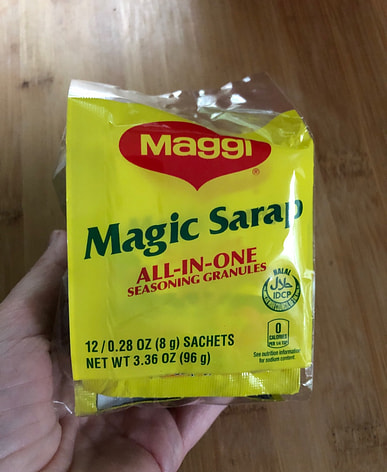 Maggi
®
Magic Sarap
ALL-IN-ONE
SEASONING GRANULES
HALAL
حلال
IDCP
12 / 0.28 OZ (8 g) SACHETS
NET WT 3.36 OZ (96 g)
0
CALORIES
See nutrition information
for sodium content.